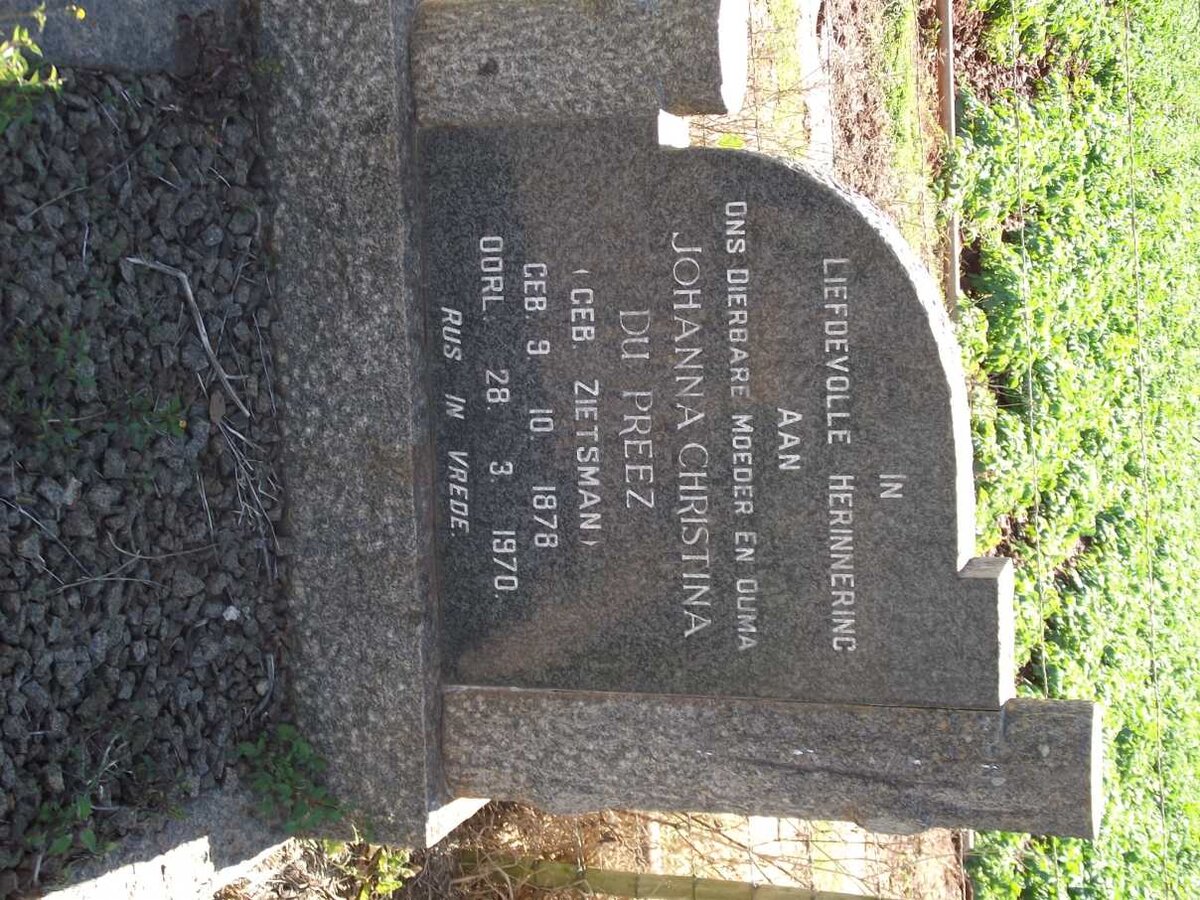 IN
LIEFDEVOLLE HERINNERING
AAN
ONS DIERBARE MOEDER EN OUMA
JOHANNA CHRISTINA
DU PREEZ
(GEB. ZIETSMAN)
GEB. 9. 10. 1878
OORL. 28. 3. 1970.
RUS IN VREDE.